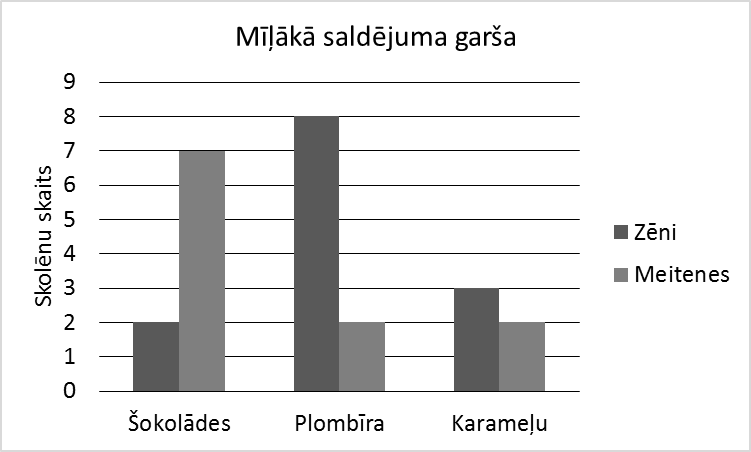 Mīļākā saldējuma garša
9
8
7
6
5
4
3
2
1
0
Skolēnu skaits
Šokolādes
Plombīra
Karameļu
Zēni
Meitenes